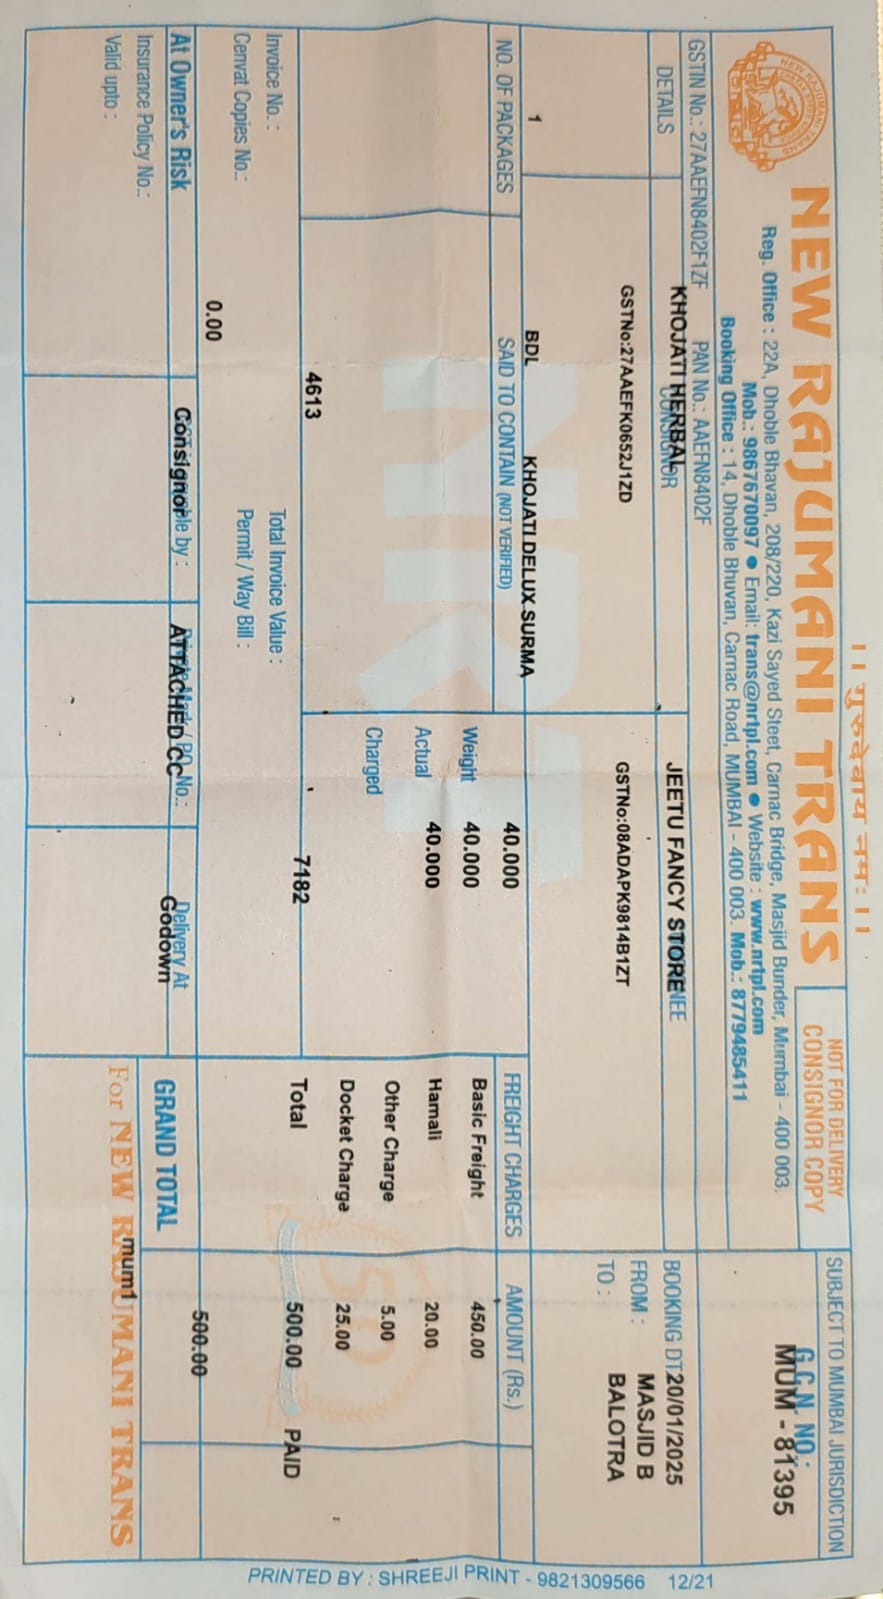 ।। गुरुदेवाय नमः ।।
NEW RAJUMANI TRANS
NOT FOR DELIVERY
CONSIGNOR COPY
SUBJECT TO MUMBAI JURISDICTION
G.C.N. NO.:
MUM - 81395
Reg. Office : 22A, Dhoble Bhavan, 208/220, Kazi Sayed Steet, Carnac Bridge, Masjid Bunder, Mumbai - 400 003.
Mob.: 9867670097 ● Email: trans@nrtpl.com ● Website : www.nrtpl.com
Booking Office : 14, Dhoble Bhuvan, Carnac Road, MUMBAI - 400 003. Mob.: 8779485411
GSTIN No.: 27AAEFN8402F1ZF PAN No.: AAEFN8402F
DETAILS
CONSIGNOR
KHOJATI HERBAL
GSTNo:27AAEFK0652J1ZD
JEETU FANCY STORE
GSTNo:08ADAPK9814B1ZT
BOOKING DT 20/01/2025
FROM : MASJID B
TO : BALOTRA
NO. OF PACKAGES
SAID TO CONTAIN (NOT VERIFIED)
1 BDL KHOJATI DELUX SURMA
NRT
40.000
Weight 40.000
Actual 40.000
Charged
FREIGHT CHARGES AMOUNT (Rs.)
Basic Freight 450.00
Hamali 20.00
Other Charge 5.00
Docket Charge 25.00
Total 500.00 PAID
50
Invoice No. : 4613
Total Invoice Value : 7182
Cenvat Copies No.:
Permit / Way Bill :
0.00
At Owner's Risk
Insurance Policy No.:
Valid upto :
Consignor
ATTACHED CC
Delivery At
Godown
GRAND TOTAL 500.00
mum1
For NEW RAJUMANI TRANS
PRINTED BY : SHREEJI PRINT - 9821309566 12/21